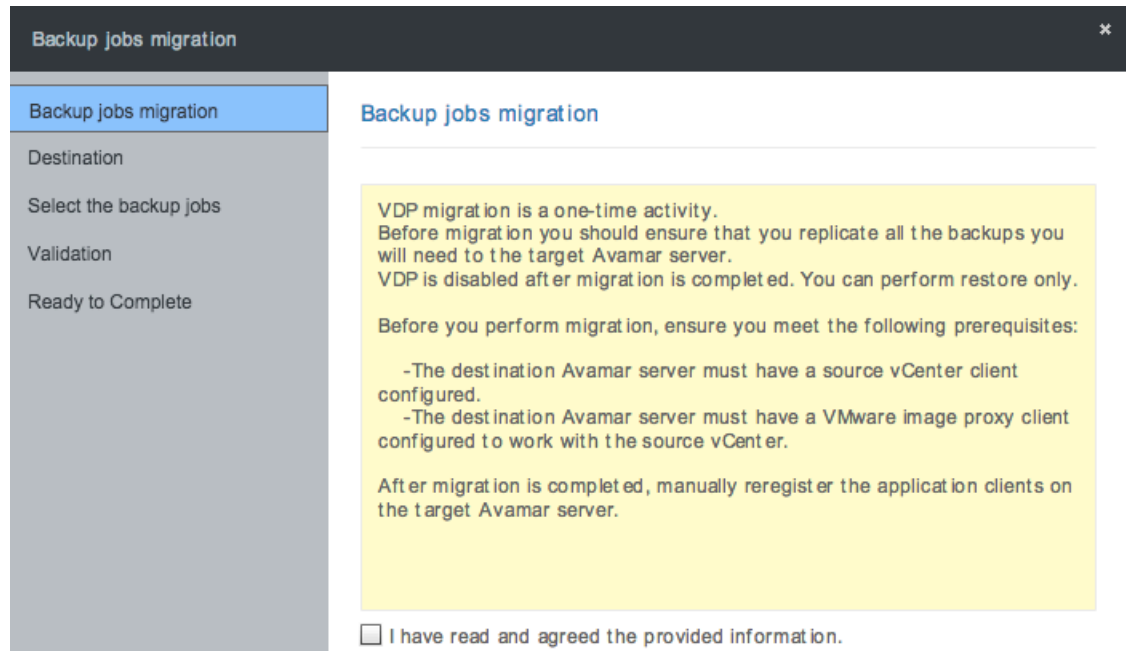 Backup jobs migration
Backup jobs migration
Destination
Select the backup jobs
Validation
Ready to Complete
Backup jobs migration
VDP migration is a one-time activity.
Before migration you should ensure that you replicate all the backups you
will need to the target Avamar server.
VDP is disabled after migration is completed. You can perform restore only.
Before you perform migration, ensure you meet the following prerequisites:
-The destination Avamar server must have a source vCenter client
configured.
-The destination Avamar server must have a VMware image proxy client
configured to work with the source vCenter.
After migration is completed, manually reregister the application clients on
the target Avamar server.
I have read and agreed the provided information.